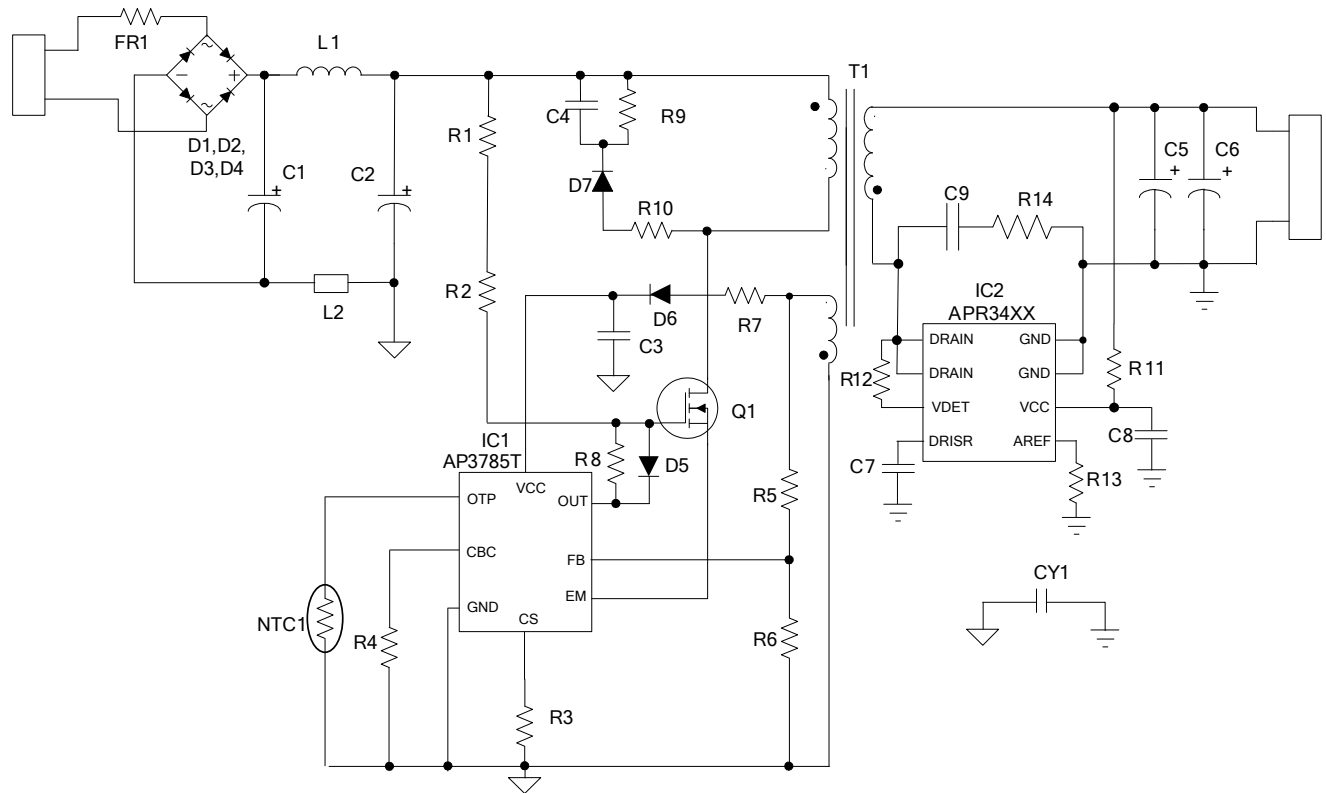 FR1
L1
T1
D1,D2,
D3,D4
C1
C2
R1
C4
R9
D7
R10
C5
C6
+
+
+
+
−
+
~
~
C9
R14
R2
L2
D6
R7
C3
IC2
APR34XX
DRAIN
GND
DRAIN
GND
VDET
VCC
DRISR
AREF
R12
R11
C8
C7
R13
Q1
R8
D5
IC1
AP3785T
VCC
OTP
OUT
CBC
FB
GND
EM
CS
R5
R6
NTC1
R4
R3
CY1